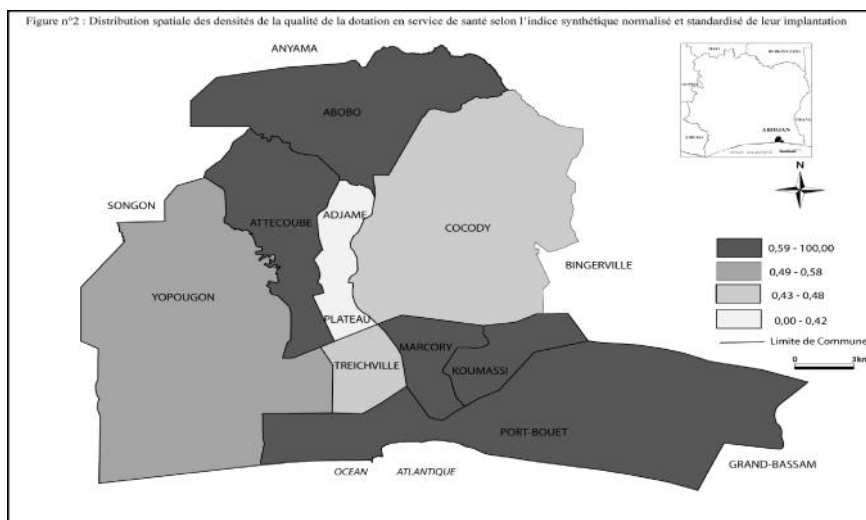 Figure n°2 : Distribution spatiale des densités de la qualité de la dotation en service de santé selon l'indice synthétique normalisé et standardisé de leur implantation
ANYAMA
ABOBO
ABIDJAN
N
SONGON
ATTECOUBE
ADJAME
COCODY
BINGERVILLE
YOPOUGON
PLATEAU
TREICHVILLE
MARCORY
KOUMASSI
PORT-BOUET
GRAND-BASSAM
OCEAN ATLANTIQUE
0,59 - 100,00
0,49 - 0,58
0,43 - 0,48
0,00 - 0,42
Limite de Commune
0 3km